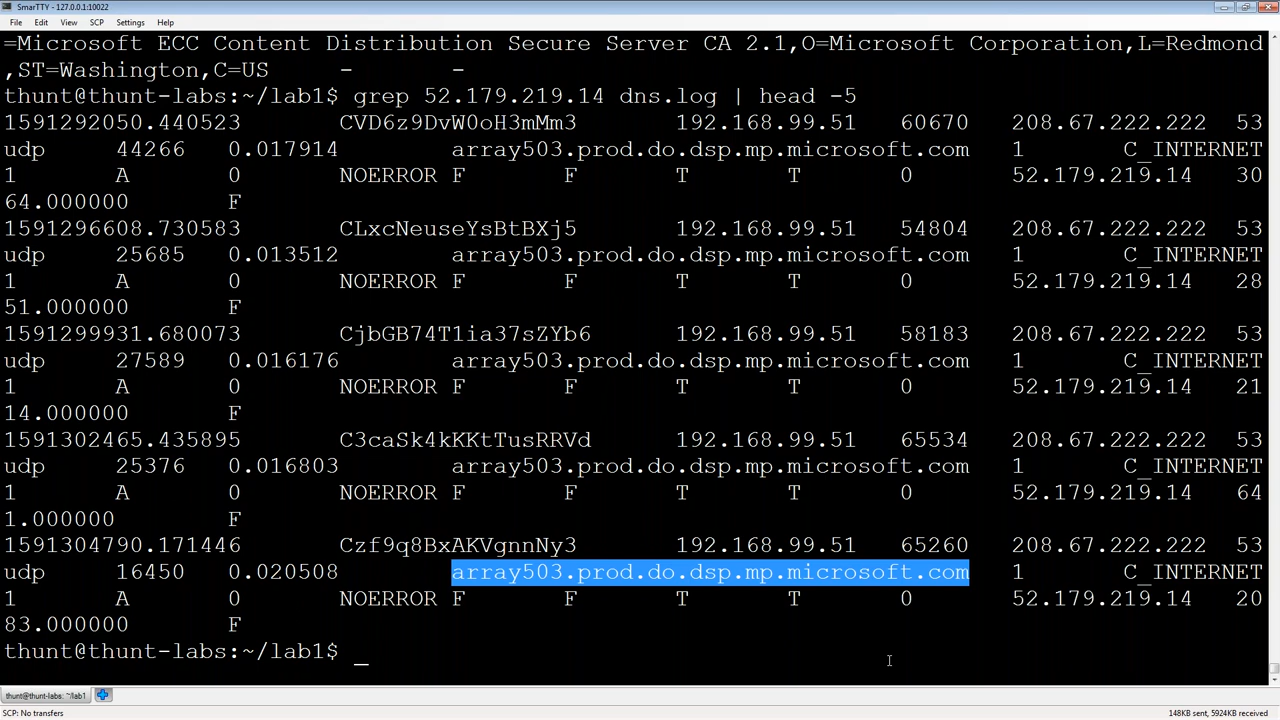 SmarTTY - 127.0.0.1:10022
File Edit View SCP Settings Help
=Microsoft ECC Content Distribution Secure Server CA 2.1,O=Microsoft Corporation,L=Redmond
,ST=Washington,C=US - -
thunt@thunt-labs:~/lab1$ grep 52.179.219.14 dns.log | head -5
1591292050.440523 CVD6z9DvW0oH3mMm3 192.168.99.51 60670 208.67.222.222 53
udp 44266 0.017914 array503.prod.do.dsp.mp.microsoft.com 1 C_INTERNET
1 A 0 NOERROR F F T T 0 52.179.219.14 30
64.000000 F
1591296608.730583 CLxcNeuseYsBtBXj5 192.168.99.51 54804 208.67.222.222 53
udp 25685 0.013512 array503.prod.do.dsp.mp.microsoft.com 1 C_INTERNET
1 A 0 NOERROR F F T T 0 52.179.219.14 28
51.000000 F
1591299931.680073 CjbGB74T1ia37sZYb6 192.168.99.51 58183 208.67.222.222 53
udp 27589 0.016176 array503.prod.do.dsp.mp.microsoft.com 1 C_INTERNET
1 A 0 NOERROR F F T T 0 52.179.219.14 21
14.000000 F
1591302465.435895 C3caSk4kKKtTusRRVd 192.168.99.51 65534 208.67.222.222 53
udp 25376 0.016803 array503.prod.do.dsp.mp.microsoft.com 1 C_INTERNET
1 A 0 NOERROR F F T T 0 52.179.219.14 64
1.000000 F
1591304790.171446 Czf9q8BxAKVgnnNy3 192.168.99.51 65260 208.67.222.222 53
udp 16450 0.020508 array503.prod.do.dsp.mp.microsoft.com 1 C_INTERNET
1 A 0 NOERROR F F T T 0 52.179.219.14 20
83.000000 F
thunt@thunt-labs:~/lab1$ _
thunt@thunt-labs: ~/lab1
SCP: No transfers 148KB sent, 5924KB received